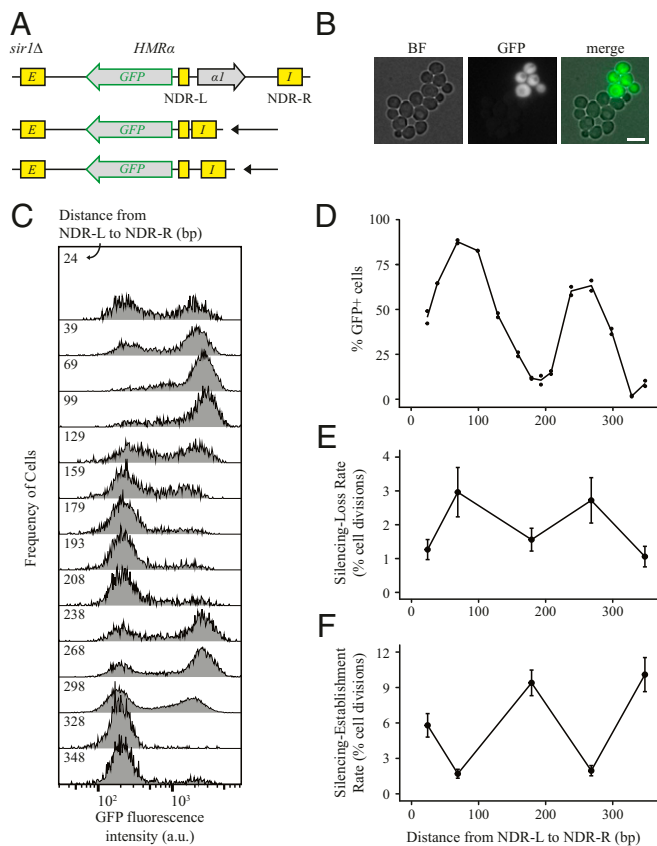 A
sir1Δ HMRα
E GFP α1 I
NDR-L NDR-R
E GFP I
E GFP I
B
BF GFP merge
C
Distance from
NDR-L to NDR-R (bp)
24
39
69
99
129
159
179
193
208
238
268
298
328
348
Frequency of Cells
10² 10³
GFP fluorescence
intensity (a.u.)
D
100
75
50
25
0
% GFP+ cells
0 100 200 300
E
4
3
2
1
0
Silencing-Loss Rate
(% cell divisions)
0 100 200 300
F
12
9
6
3
0
Silencing-Establishment
Rate (% cell divisions)
0 100 200 300
Distance from NDR-L to NDR-R (bp)